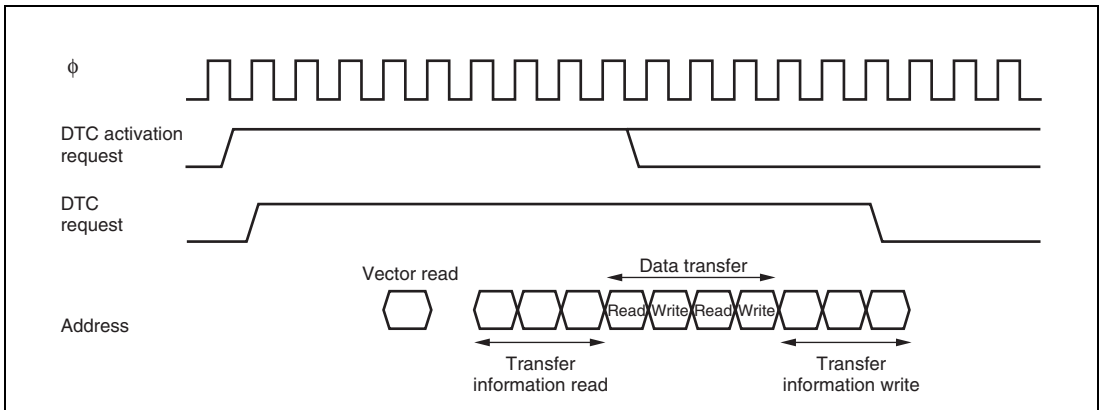 ϕ
DTC activation
request
DTC
request
Vector read
Data transfer
Address
Read Write Read Write
Transfer
information read
Transfer
information write